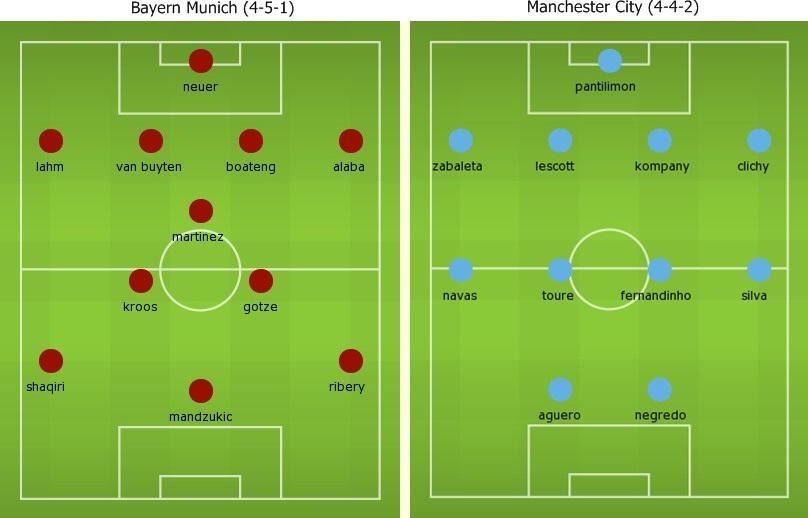 Bayern Munich (4-5-1)
neuer
lahm
van buyten
boateng
alaba
martinez
kroos
gotze
shaqiri
ribery
mandzukic
Manchester City (4-4-2)
pantilimon
zabaleta
lescott
kompany
clichy
navas
toure
fernandinho
silva
aguero
negredo